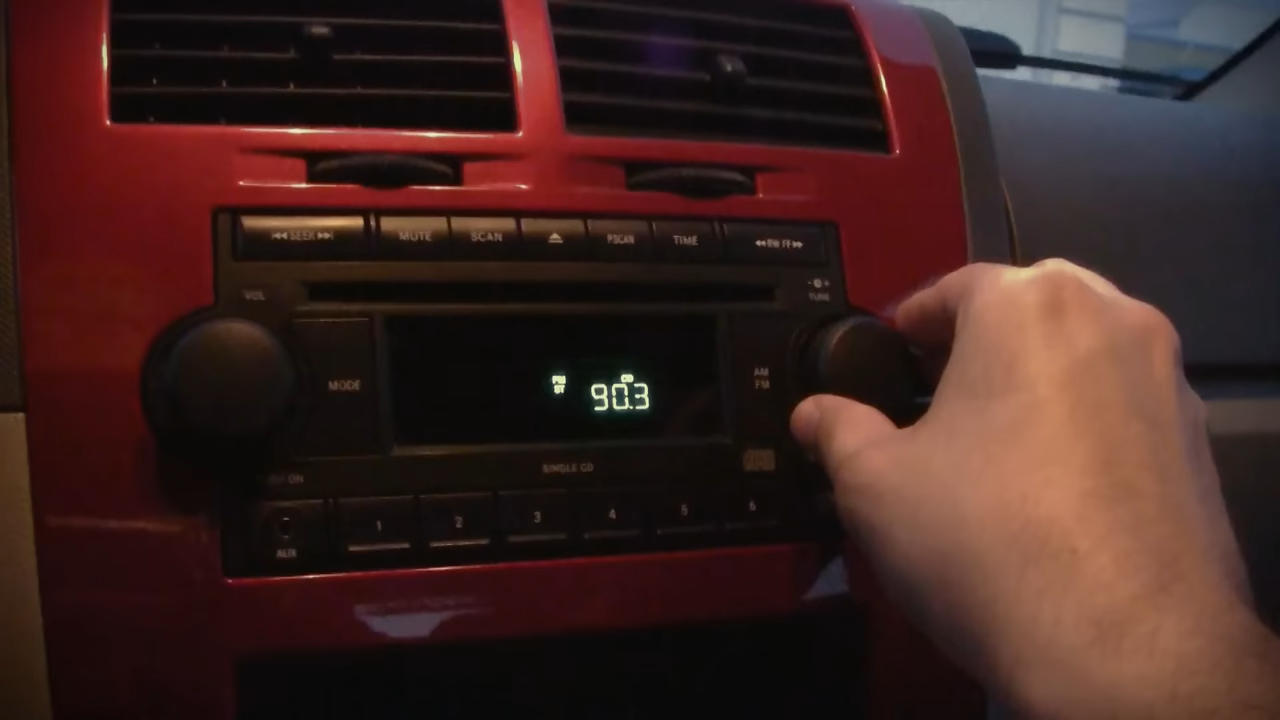 SEEK MUTE SCAN PSCAN TIME RW FF
VOL
TUNE
MODE
FM
ST
CD
90.3
AM
FM
SINGLE CD
ON
AUX
1 2 3 4 5 6